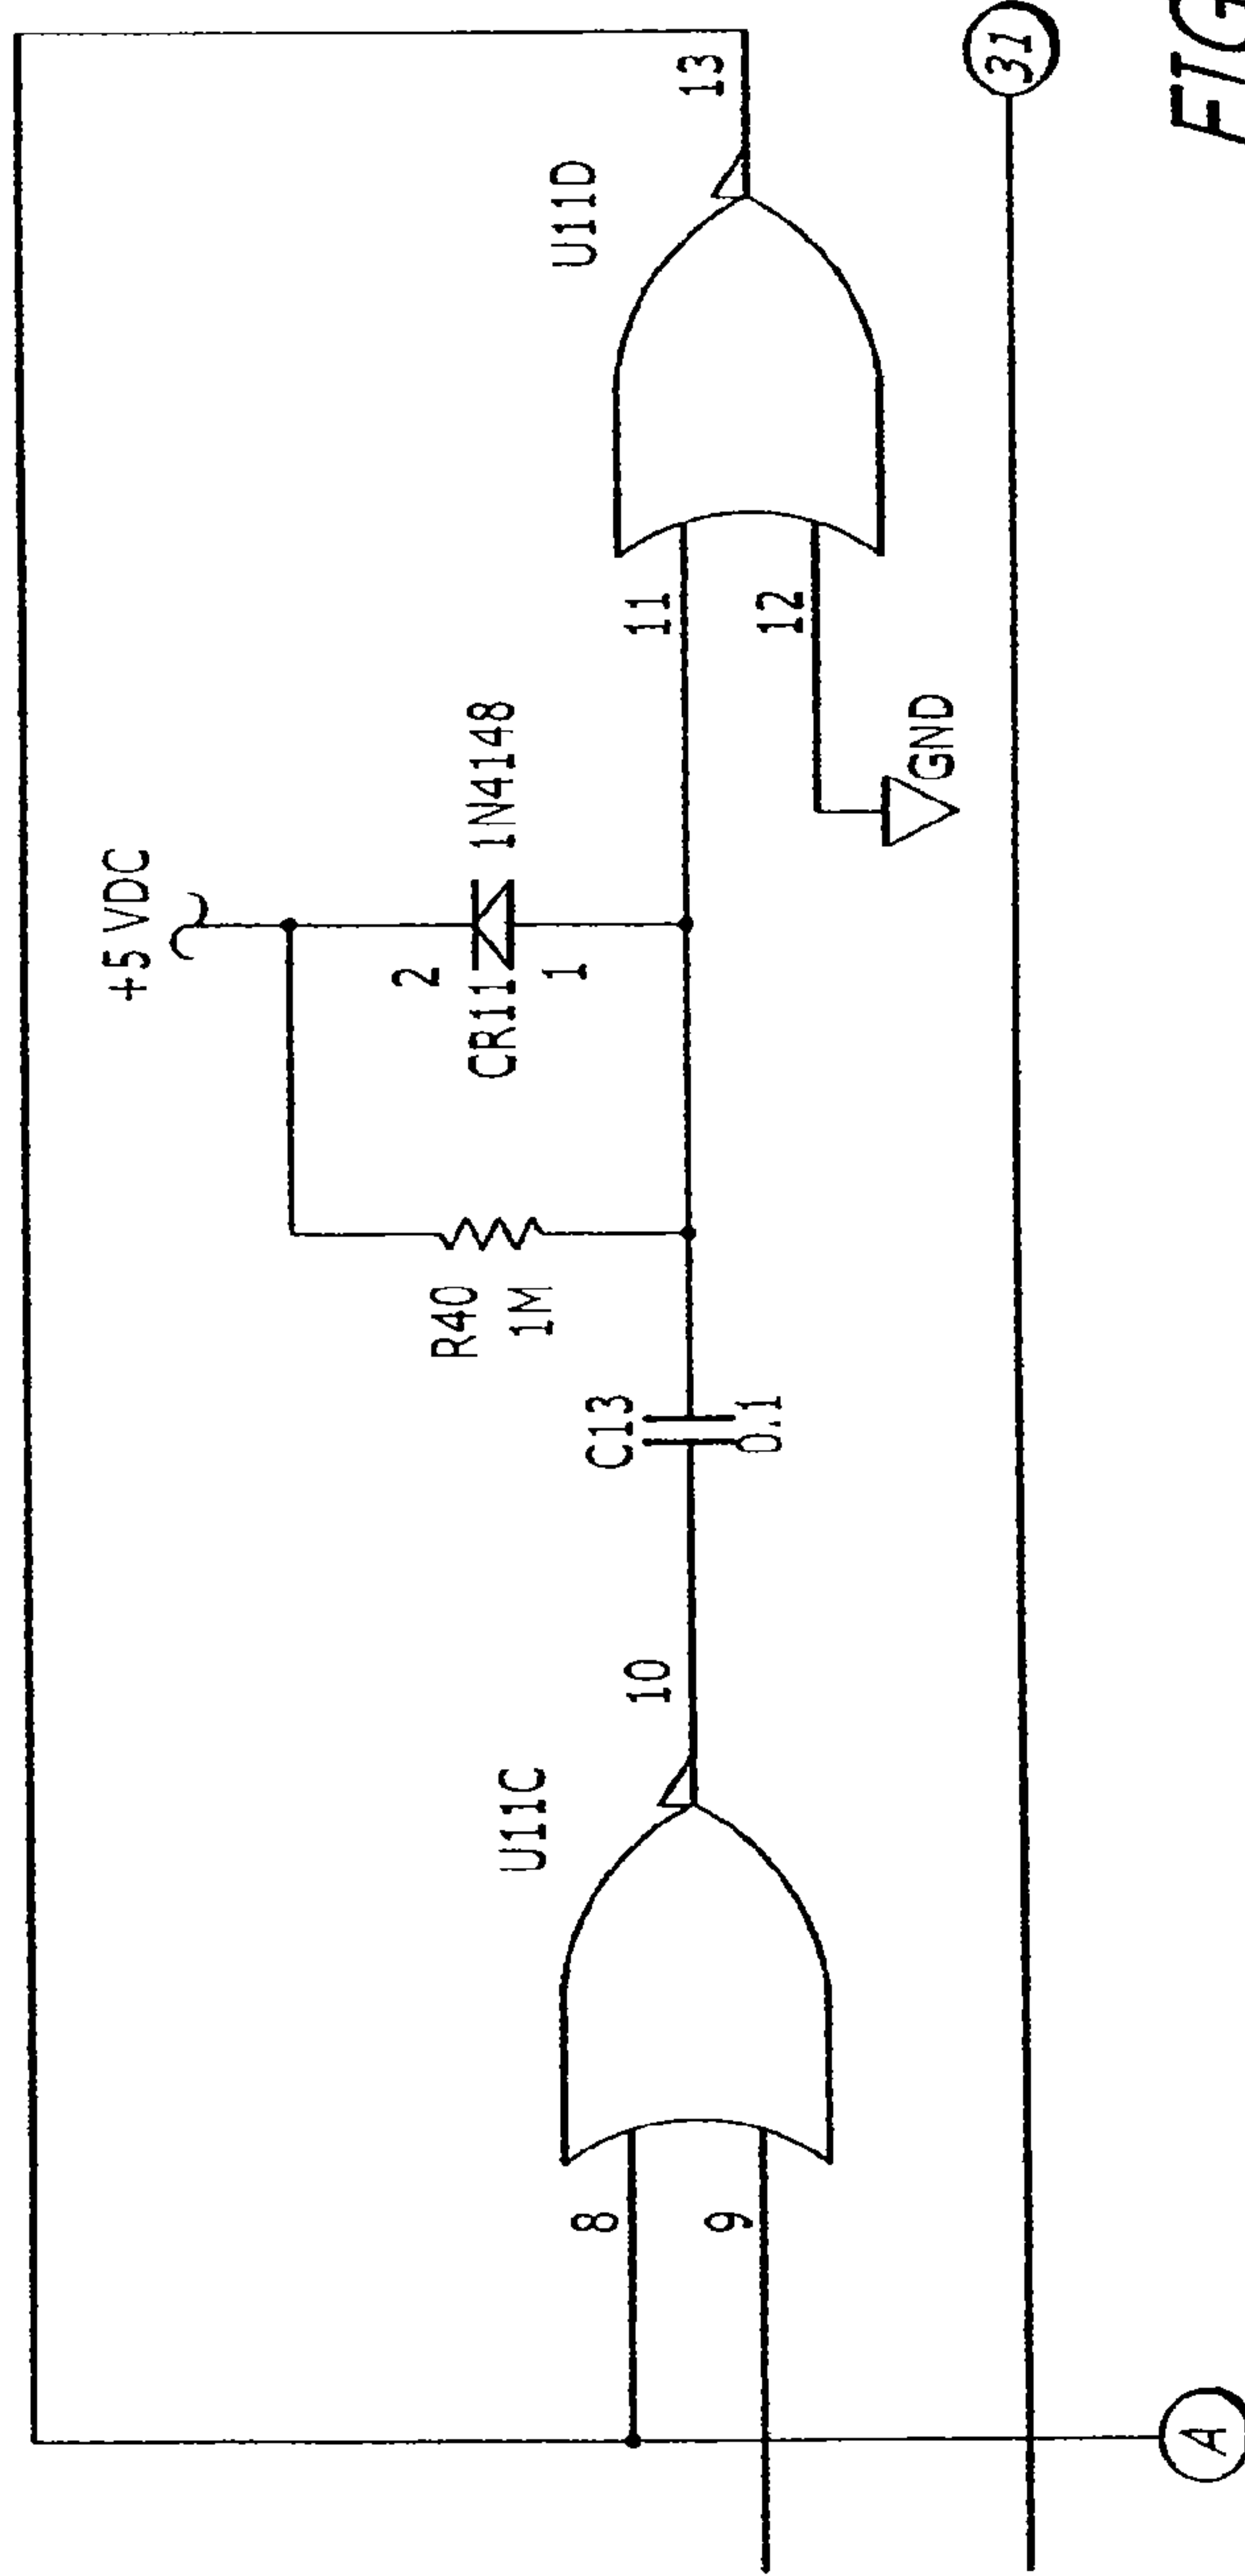 +5 VDC
R40
1M
2
CR11
1N4148
1
C13
0.1
U11C
8
9
10
U11D
11
12
13
GND
31
A
FIG